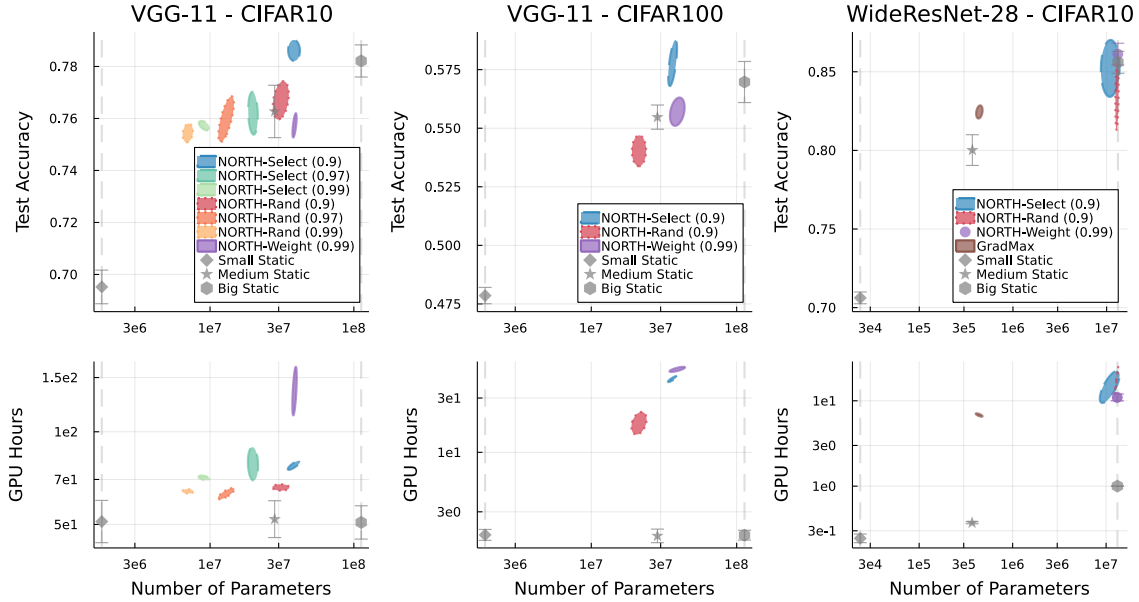 VGG-11 - CIFAR10
VGG-11 - CIFAR100
WideResNet-28 - CIFAR10
Test Accuracy
0.78
0.76
0.74
0.72
0.70
NORTH-Select (0.9)
NORTH-Select (0.97)
NORTH-Select (0.99)
NORTH-Rand (0.9)
NORTH-Rand (0.97)
NORTH-Rand (0.99)
NORTH-Weight (0.99)
Small Static
Medium Static
Big Static
3e6
1e7
3e7
1e8
Test Accuracy
0.575
0.550
0.525
0.500
0.475
NORTH-Select (0.9)
NORTH-Rand (0.9)
NORTH-Weight (0.99)
Small Static
Medium Static
Big Static
3e6
1e7
3e7
1e8
Test Accuracy
0.85
0.80
0.75
0.70
NORTH-Select (0.9)
NORTH-Rand (0.9)
NORTH-Weight (0.99)
GradMax
Small Static
Medium Static
Big Static
3e4
1e5
3e5
1e6
3e6
1e7
GPU Hours
1.5e2
1e2
7e1
5e1
3e6
1e7
3e7
1e8
Number of Parameters
GPU Hours
3e1
1e1
3e0
3e6
1e7
3e7
1e8
Number of Parameters
GPU Hours
1e1
3e0
1e0
3e-1
3e4
1e5
3e5
1e6
3e6
1e7
Number of Parameters